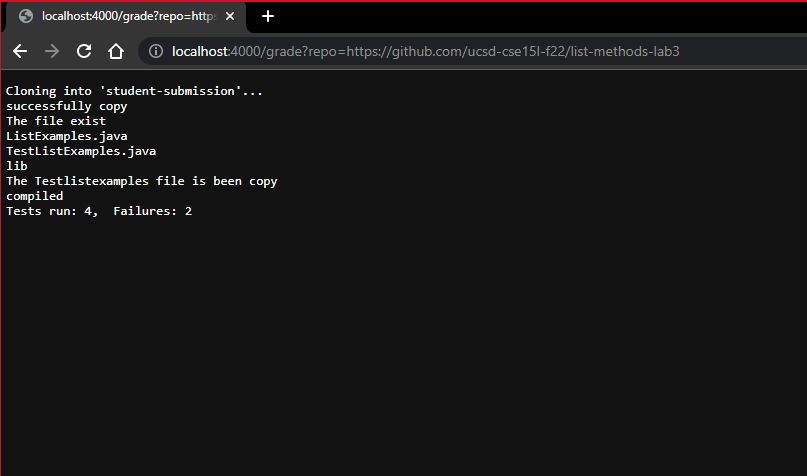 localhost:4000/grade?repo=https
localhost:4000/grade?repo=https://github.com/ucsd-cse15l-f22/list-methods-lab3
Cloning into 'student-submission'...
successfully copy
The file exist
ListExamples.java
TestListExamples.java
lib
The Testlistexamples file is been copy
compiled
Tests run: 4,  Failures: 2